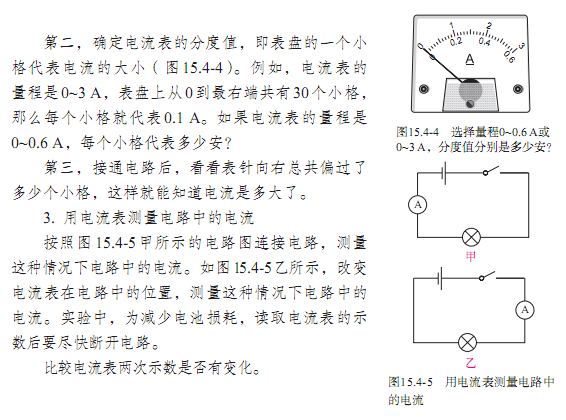 第二，确定电流表的分度值，即表盘的一个小
格代表电流的大小（图15.4-4）。例如，电流表的
量程是0~3 A，表盘上从0到最右端共有30个小格，
那么每个小格就代表0.1 A。如果电流表的量程是
0~0.6 A，每个小格代表多少安？
第三，接通电路后，看看表针向右总共偏过了
多少个小格，这样就能知道电流是多大了。
3. 用电流表测量电路中的电流
按照图15.4-5甲所示的电路图连接电路，测量
这种情况下电路中的电流。如图15.4-5乙所示，改变
电流表在电路中的位置，测量这种情况下电路中的
电流。实验中，为减少电池损耗，读取电流表的示
数后要尽快断开电路。
比较电流表两次示数是否有变化。
0 1 2 3
0 0.2 0.4 0.6
A
图15.4-4 选择量程0~0.6 A或
0~3 A，分度值分别是多少安？
A
甲
A
乙
图15.4-5 用电流表测量电路中
的电流